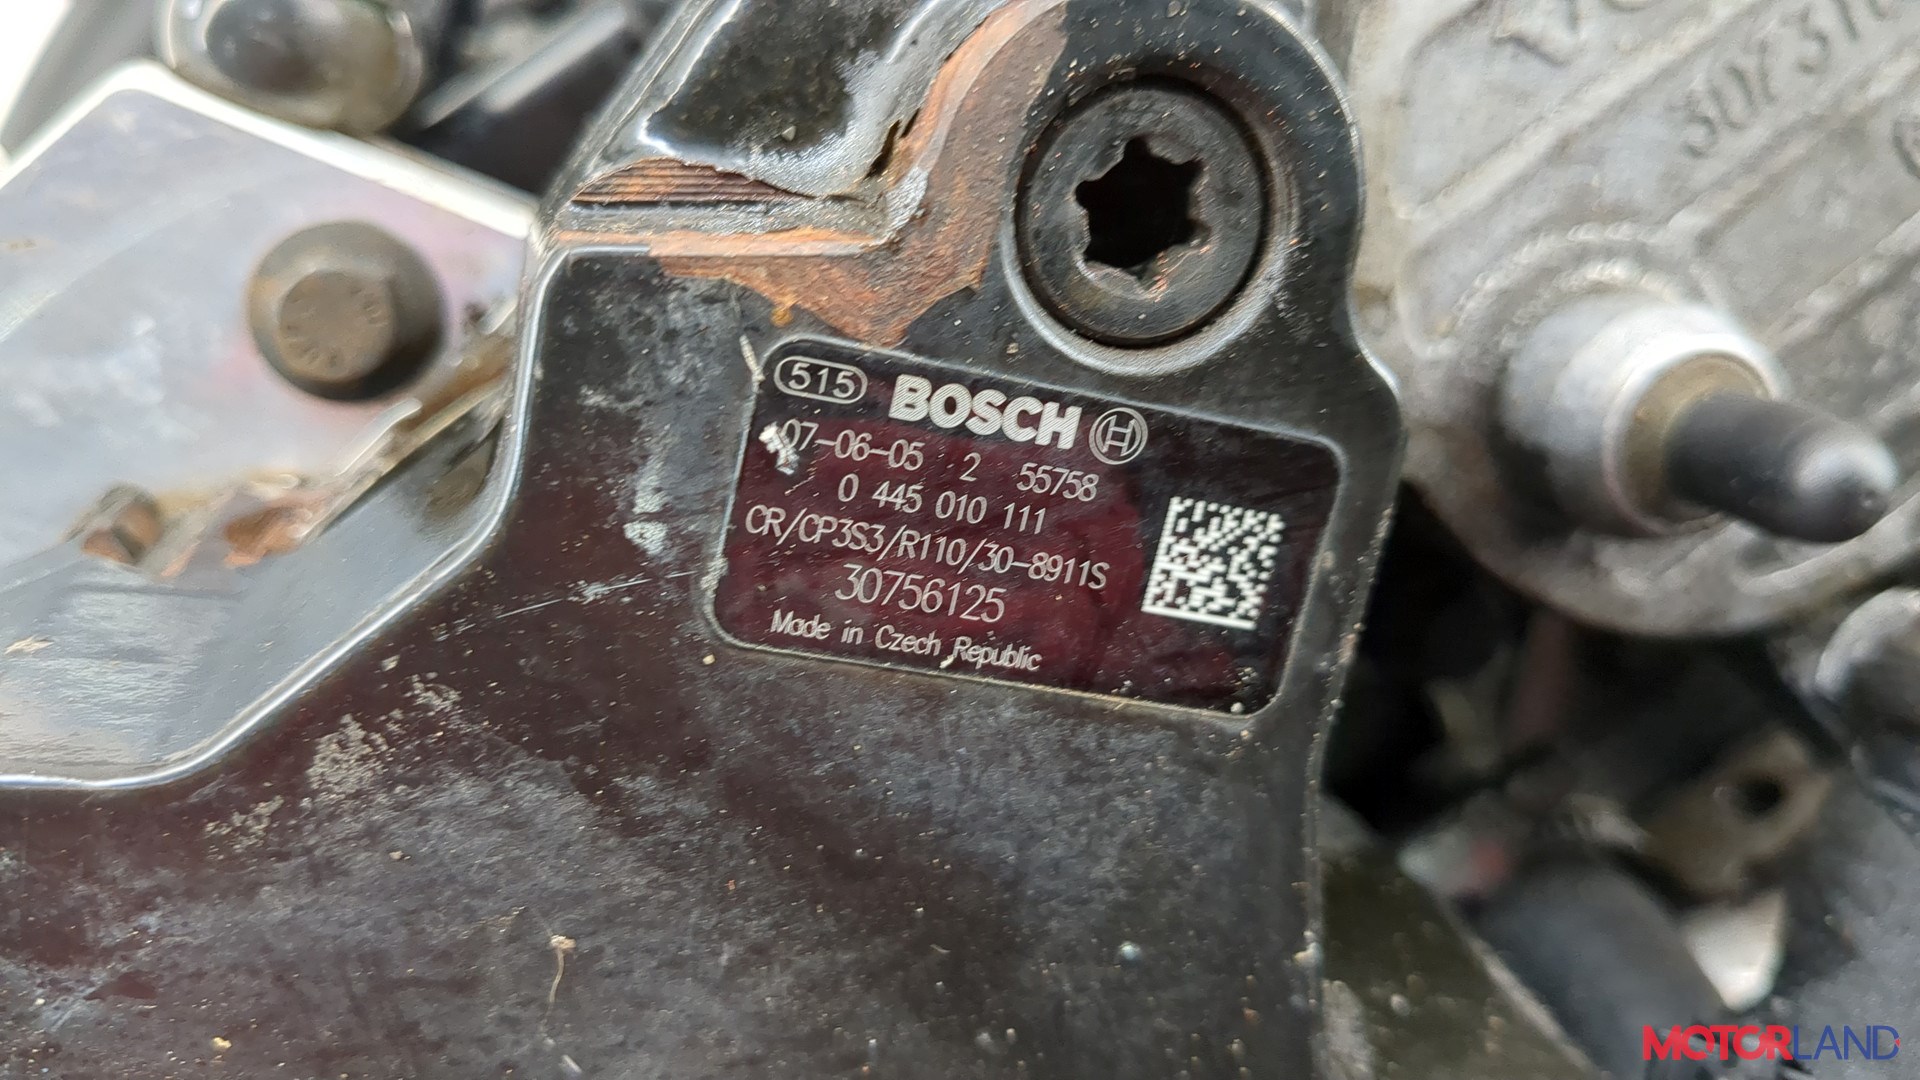 515 BOSCH
07-06-05 2 55758
0 445 010 111
CR/CP3S3/R110/30-8911S
30756125
Made in Czech Republic
MOTORLAND